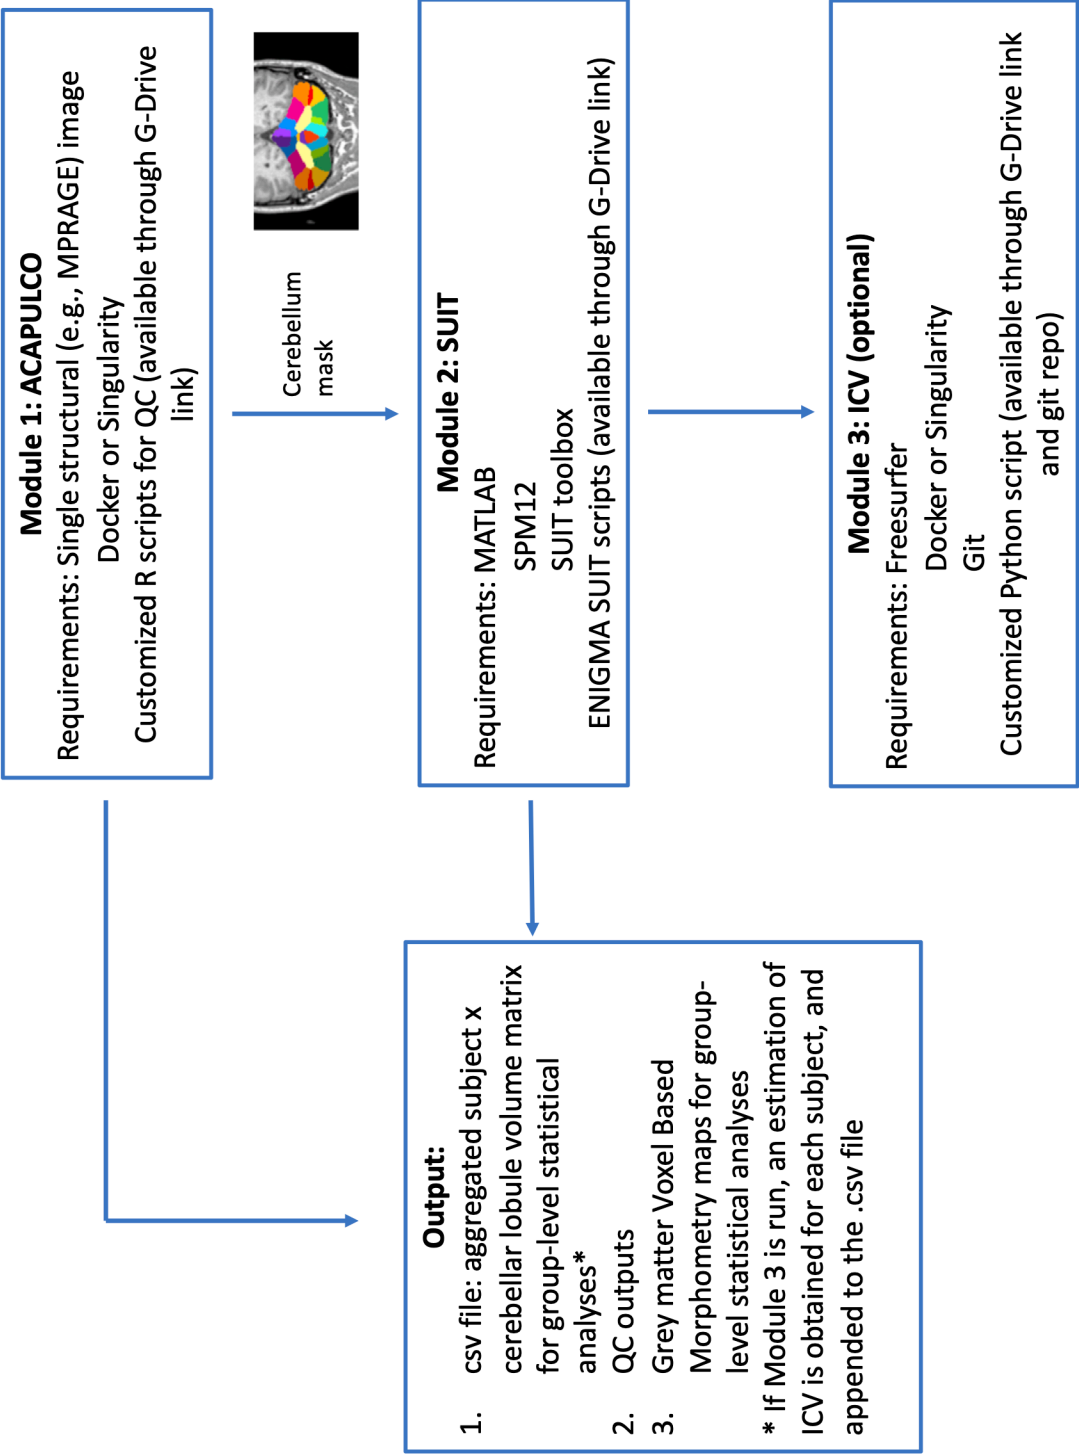 Module 1: ACAPULCO
Requirements: Single structural (e.g., MPRAGE) image
Docker or Singularity
Customized R scripts for QC (available through G-Drive
link)
Cerebellum
mask
Module 2: SUIT
Requirements: MATLAB
SPM12
SUIT toolbox
ENIGMA SUIT scripts (available through G-Drive link)
Module 3: ICV (optional)
Requirements: Freesurfer
Docker or Singularity
Git
Customized Python script (available through G-Drive link
and git repo)
Output:
1. csv file: aggregated subject x
cerebellar lobule volume matrix
for group-level statistical
analyses*
2. QC outputs
3. Grey matter Voxel Based
Morphometry maps for group-
level statistical analyses
* If Module 3 is run, an estimation of
ICV is obtained for each subject, and
appended to the .csv file